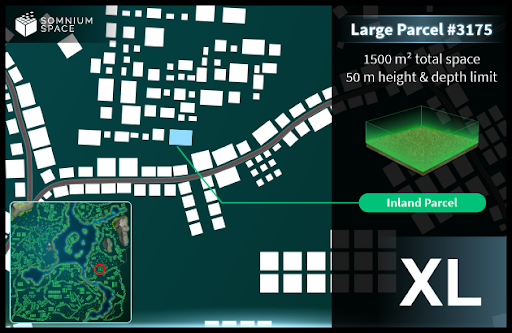 SOMNIUM
SPACE
Large Parcel #3175
1500 m² total space
50 m height & depth limit
Inland Parcel
XL